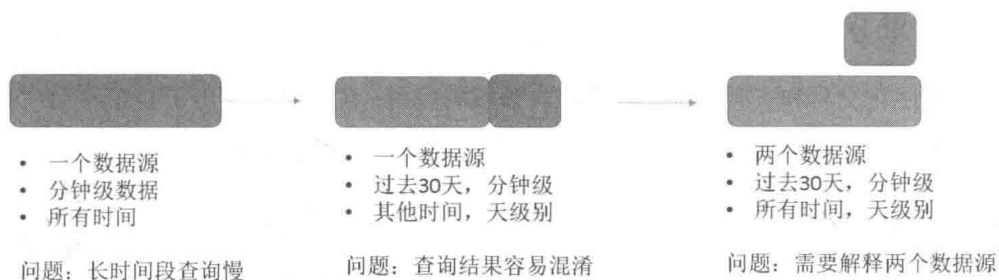 • 一个数据源
• 分钟级数据
• 所有时间
问题：长时间段查询慢
• 一个数据源
• 过去30天，分钟级
• 其他时间，天级别
问题：查询结果容易混淆
• 两个数据源
• 过去30天，分钟级
• 所有时间，天级别
问题：需要解释两个数据源